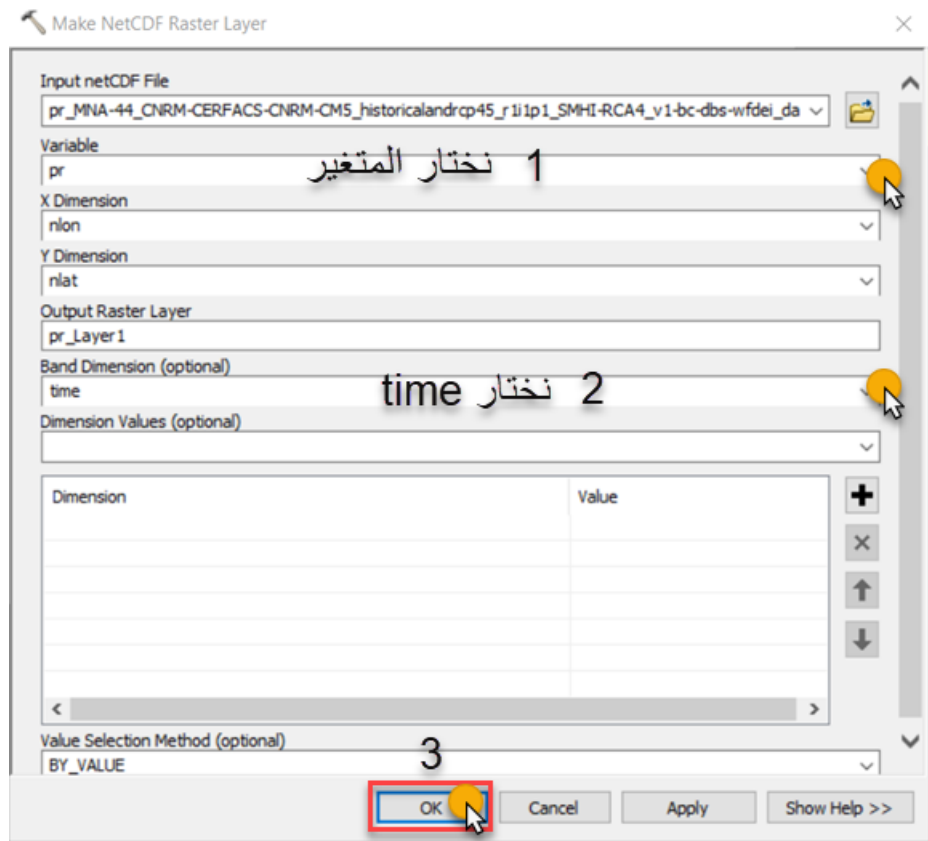 Make NetCDF Raster Layer
Input netCDF File
pr_MNA-44_CNRM-CERFACS-CNRM-CM5_historicalandrcp45_r1i1p1_SMHI-RCA4_v1-bc-dbs-wfdei_da
Variable
pr
1 نختار المتغير
X Dimension
nlon
Y Dimension
nlat
Output Raster Layer
pr_Layer1
Band Dimension (optional)
time
2 نختار time
Dimension Values (optional)
Dimension Value
Value Selection Method (optional)
BY_VALUE
3
OK Cancel Apply Show Help >>